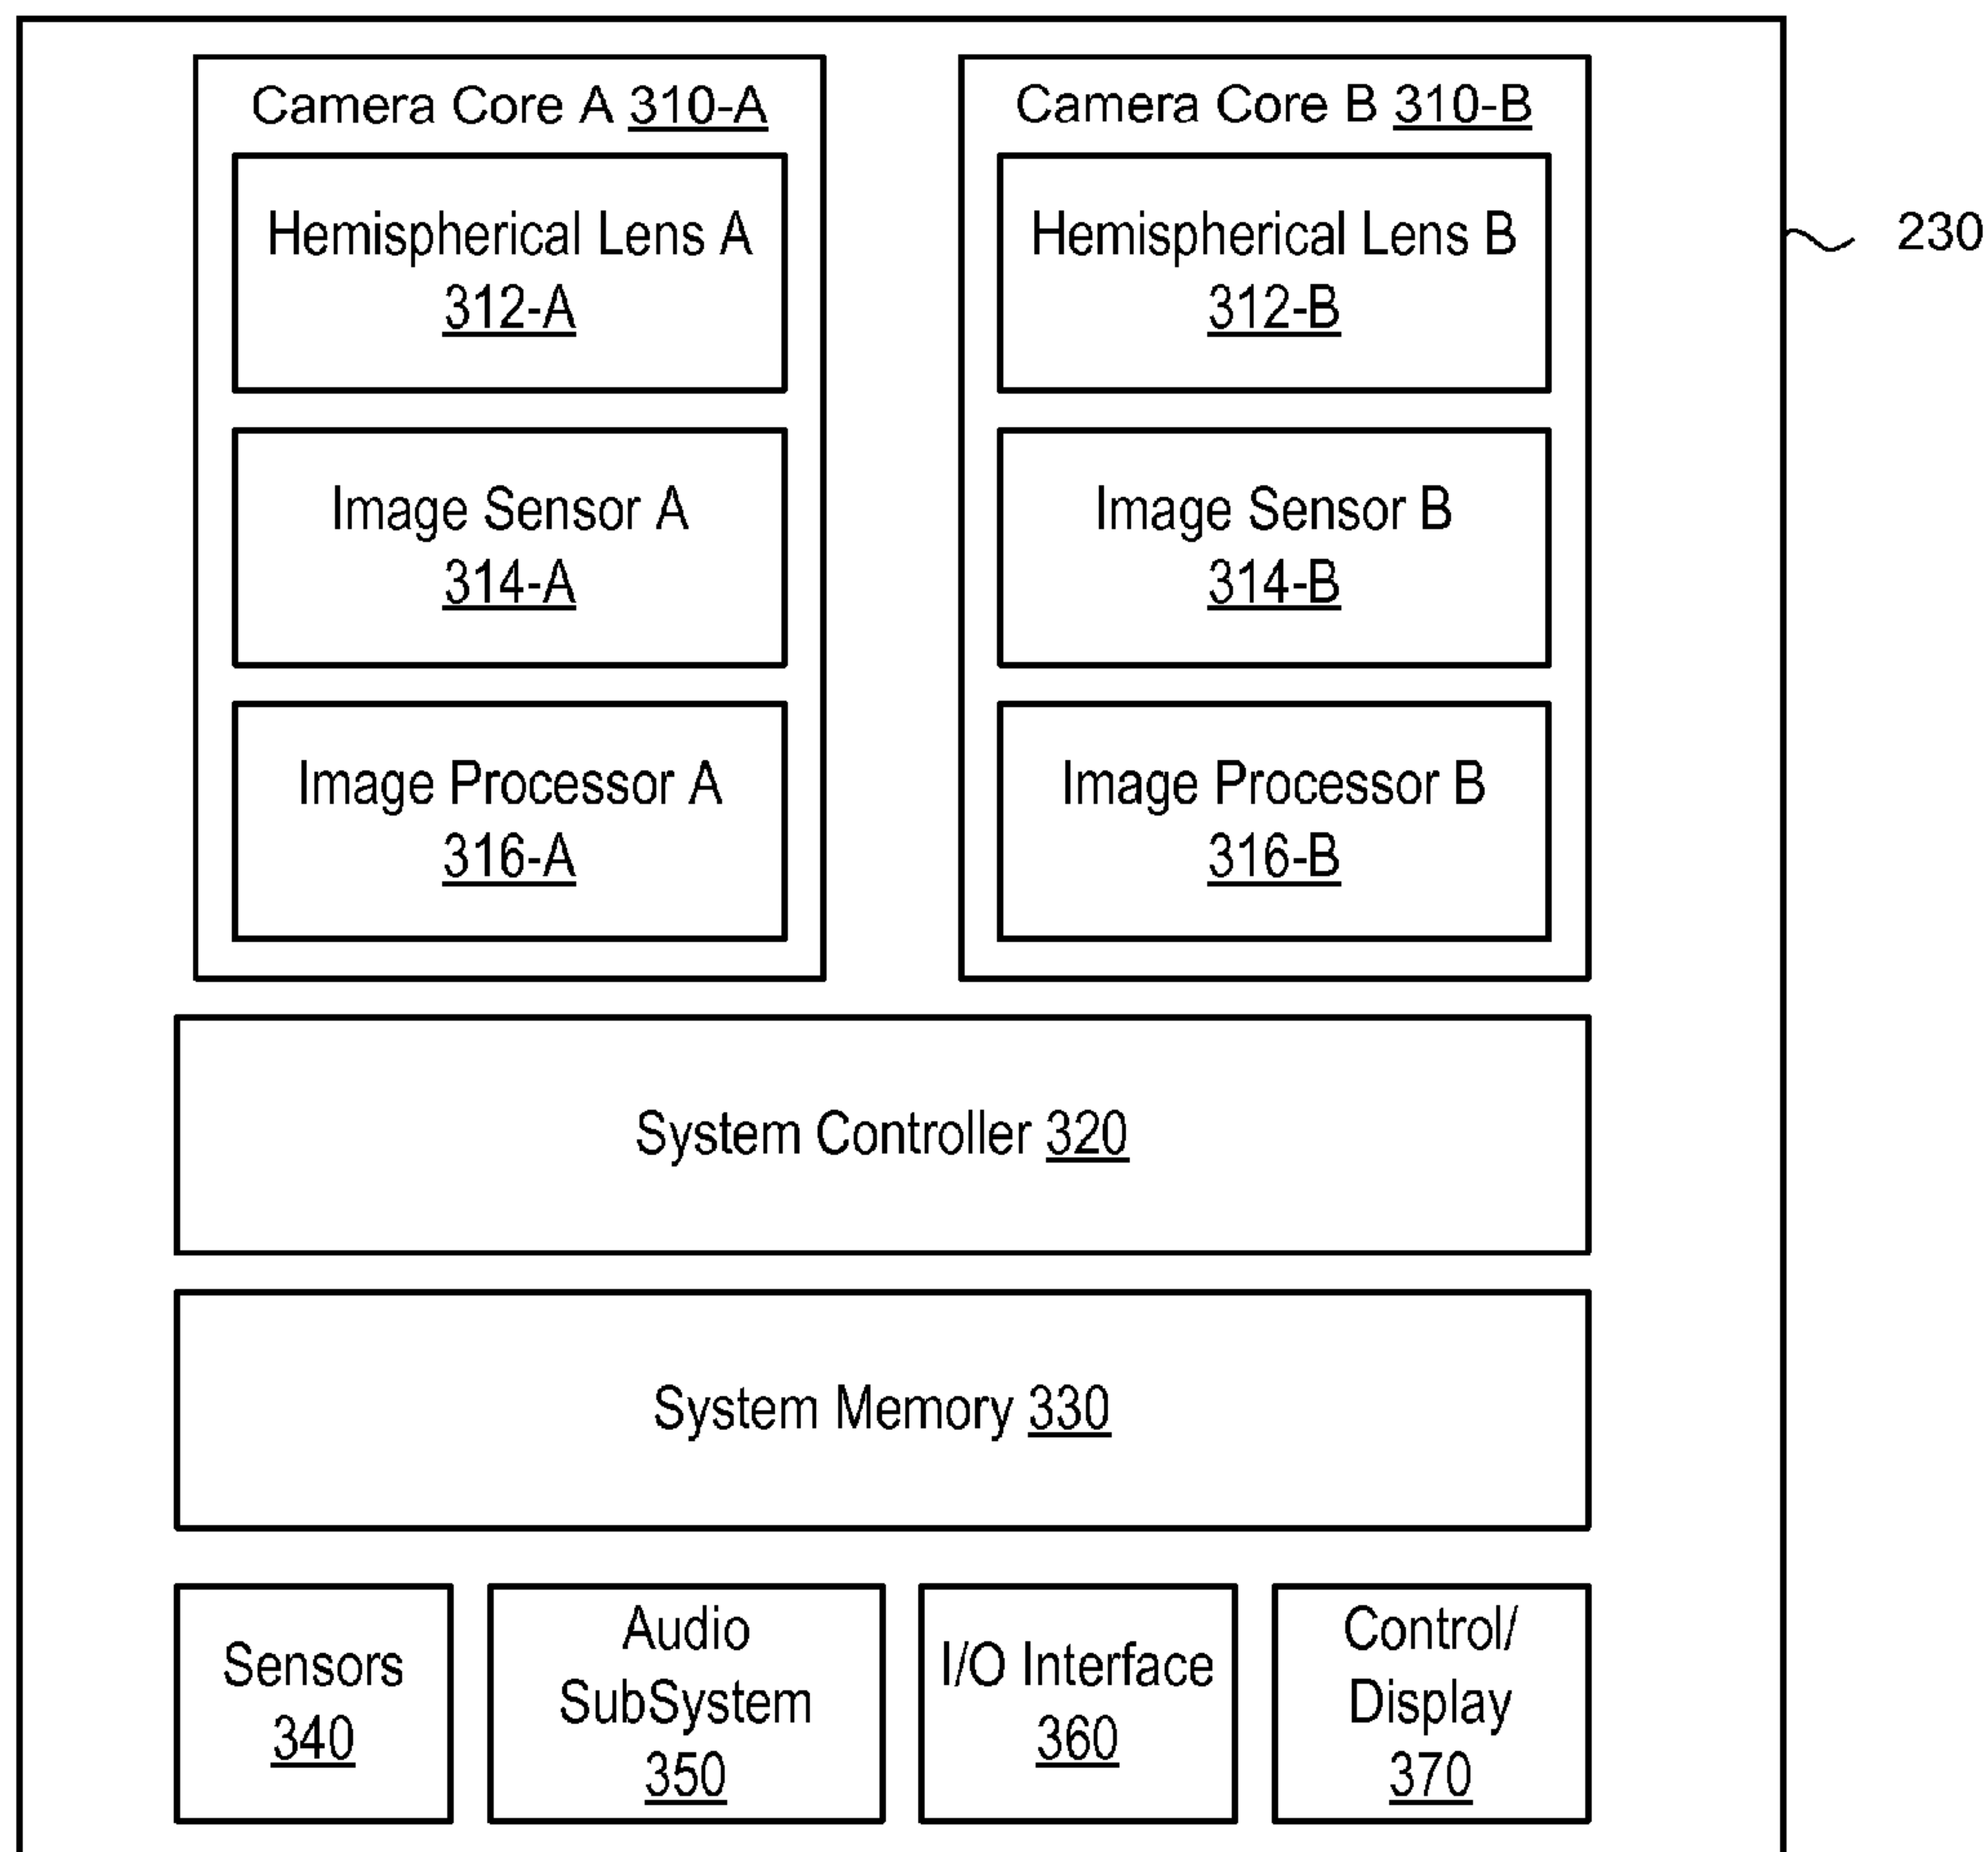 Camera Core A 310-A
Hemispherical Lens A
312-A
Image Sensor A
314-A
Image Processor A
316-A
Camera Core B 310-B
Hemispherical Lens B
312-B
Image Sensor B
314-B
Image Processor B
316-B
230
System Controller 320
System Memory 330
Sensors
340
Audio
SubSystem
350
I/O Interface
360
Control/
Display
370